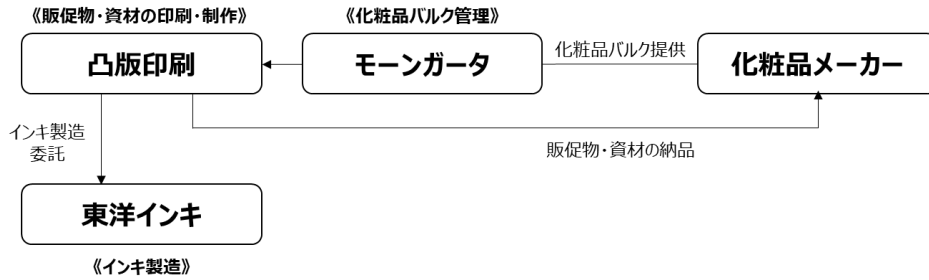 《販促物・資材の印刷・制作》
《化粧品バルク管理》
凸版印刷
モーンガータ
化粧品バルク提供
化粧品メーカー
インキ製造
委託
販促物・資材の納品
東洋インキ
《インキ製造》